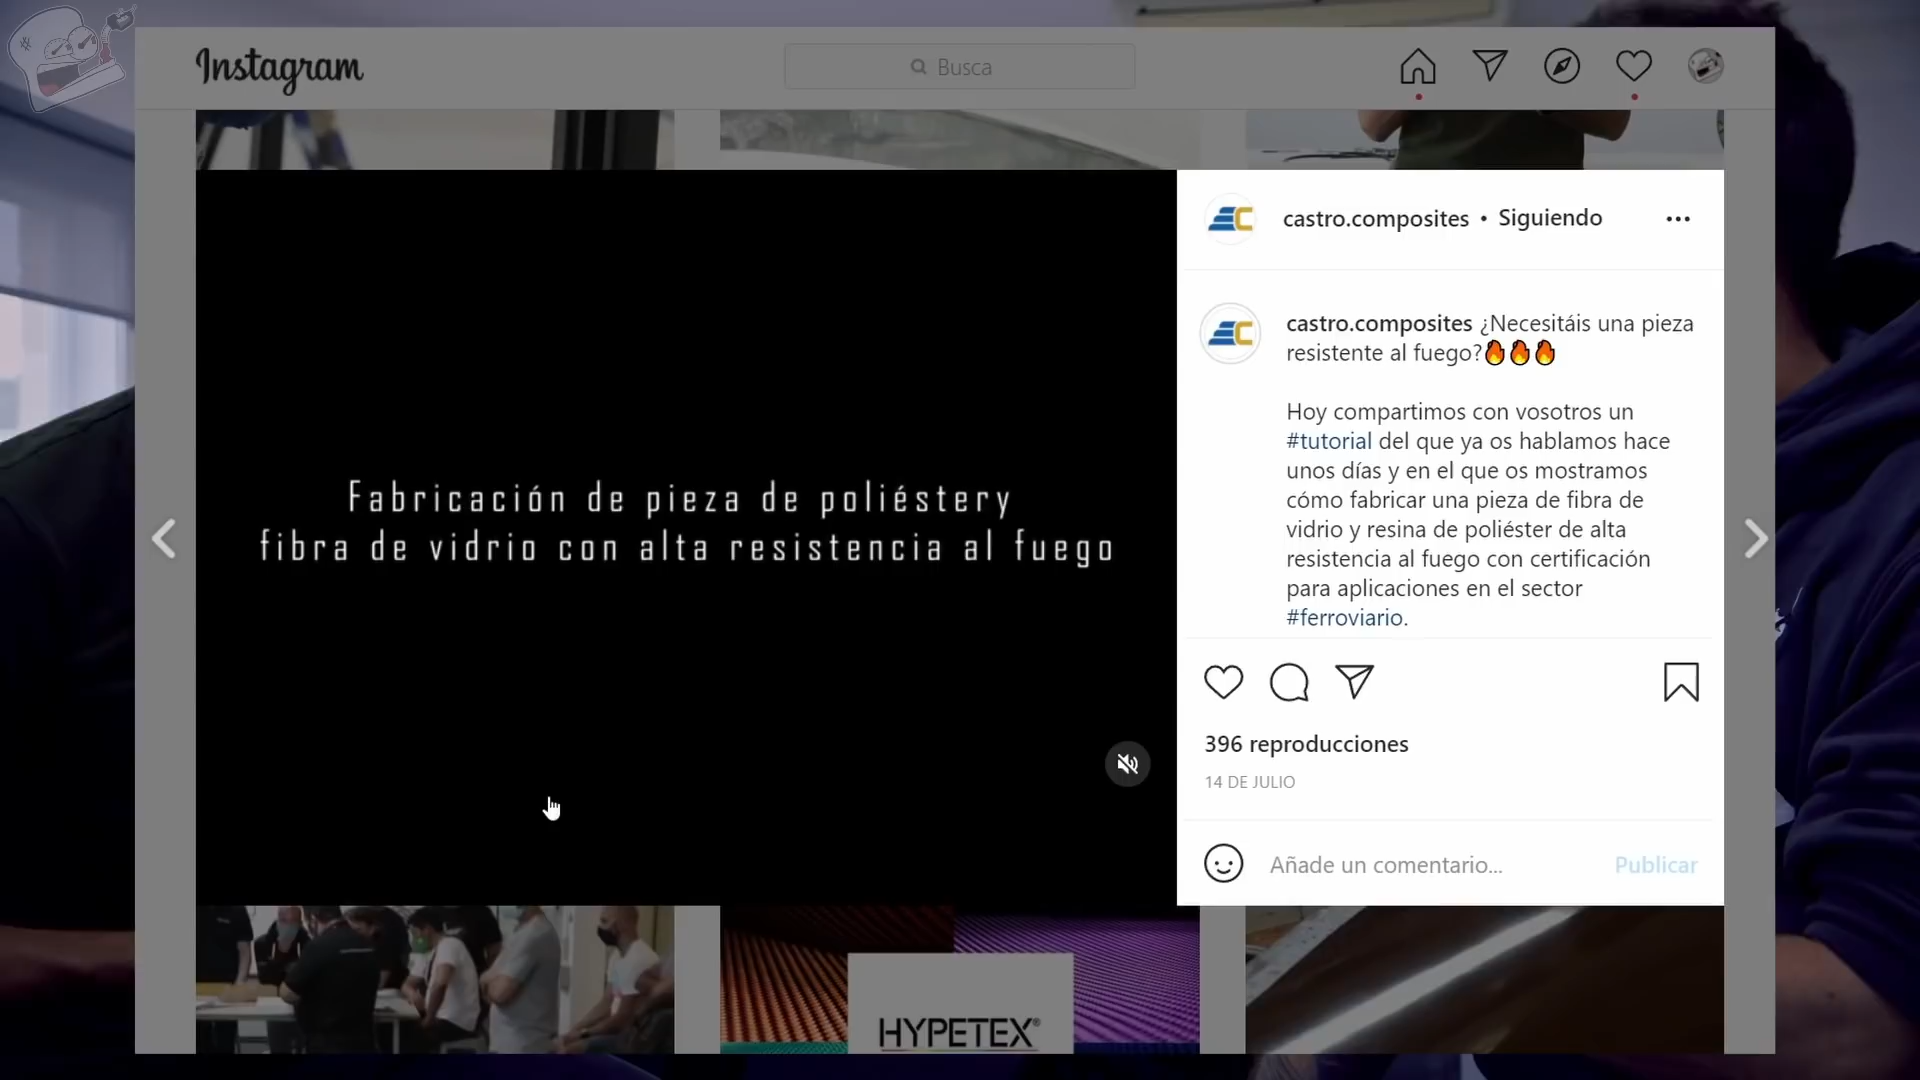 Instagram
Busca
castro.composites • Siguiendo
Fabricación de pieza de poliéstery
fibra de vidrio con alta resistencia al fuego
castro.composites ¿Necesitáis una pieza
resistente al fuego?🔥🔥🔥
Hoy compartimos con vosotros un
#tutorial del que ya os hablamos hace
unos días y en el que os mostramos
cómo fabricar una pieza de fibra de
vidrio y resina de poliéster de alta
resistencia al fuego con certificación
para aplicaciones en el sector
#ferroviario.
396 reproducciones
14 DE JULIO
Añade un comentario...
Publicar
HYPETEX®